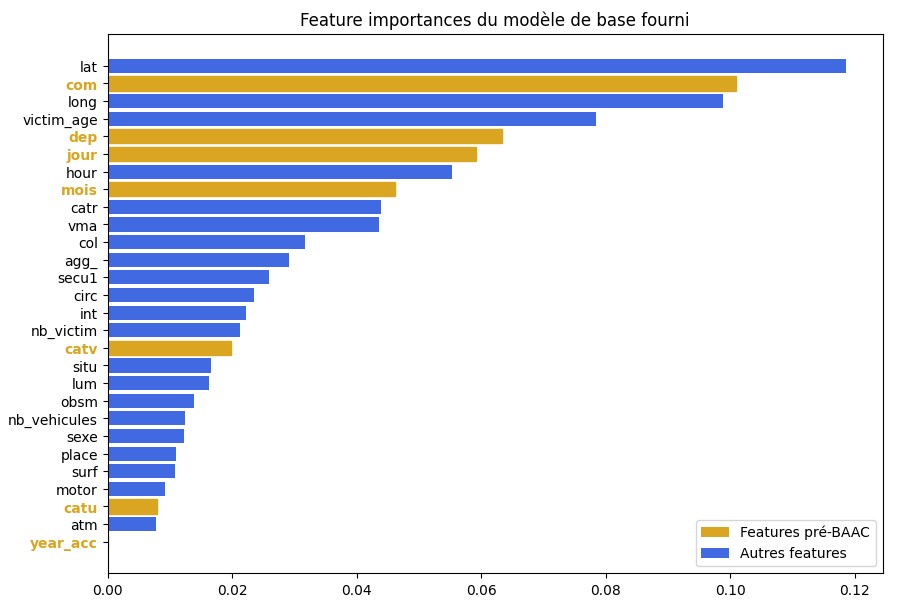 Feature importances du modèle de base fourni
lat
com
long
victim_age
dep
jour
hour
mois
catr
vma
col
agg_
secu1
circ
int
nb_victim
catv
situ
lum
obsm
nb_vehicules
sexe
place
surf
motor
catu
atm
year_acc
Features pré-BAAC
Autres features
0.00 0.02 0.04 0.06 0.08 0.10 0.12